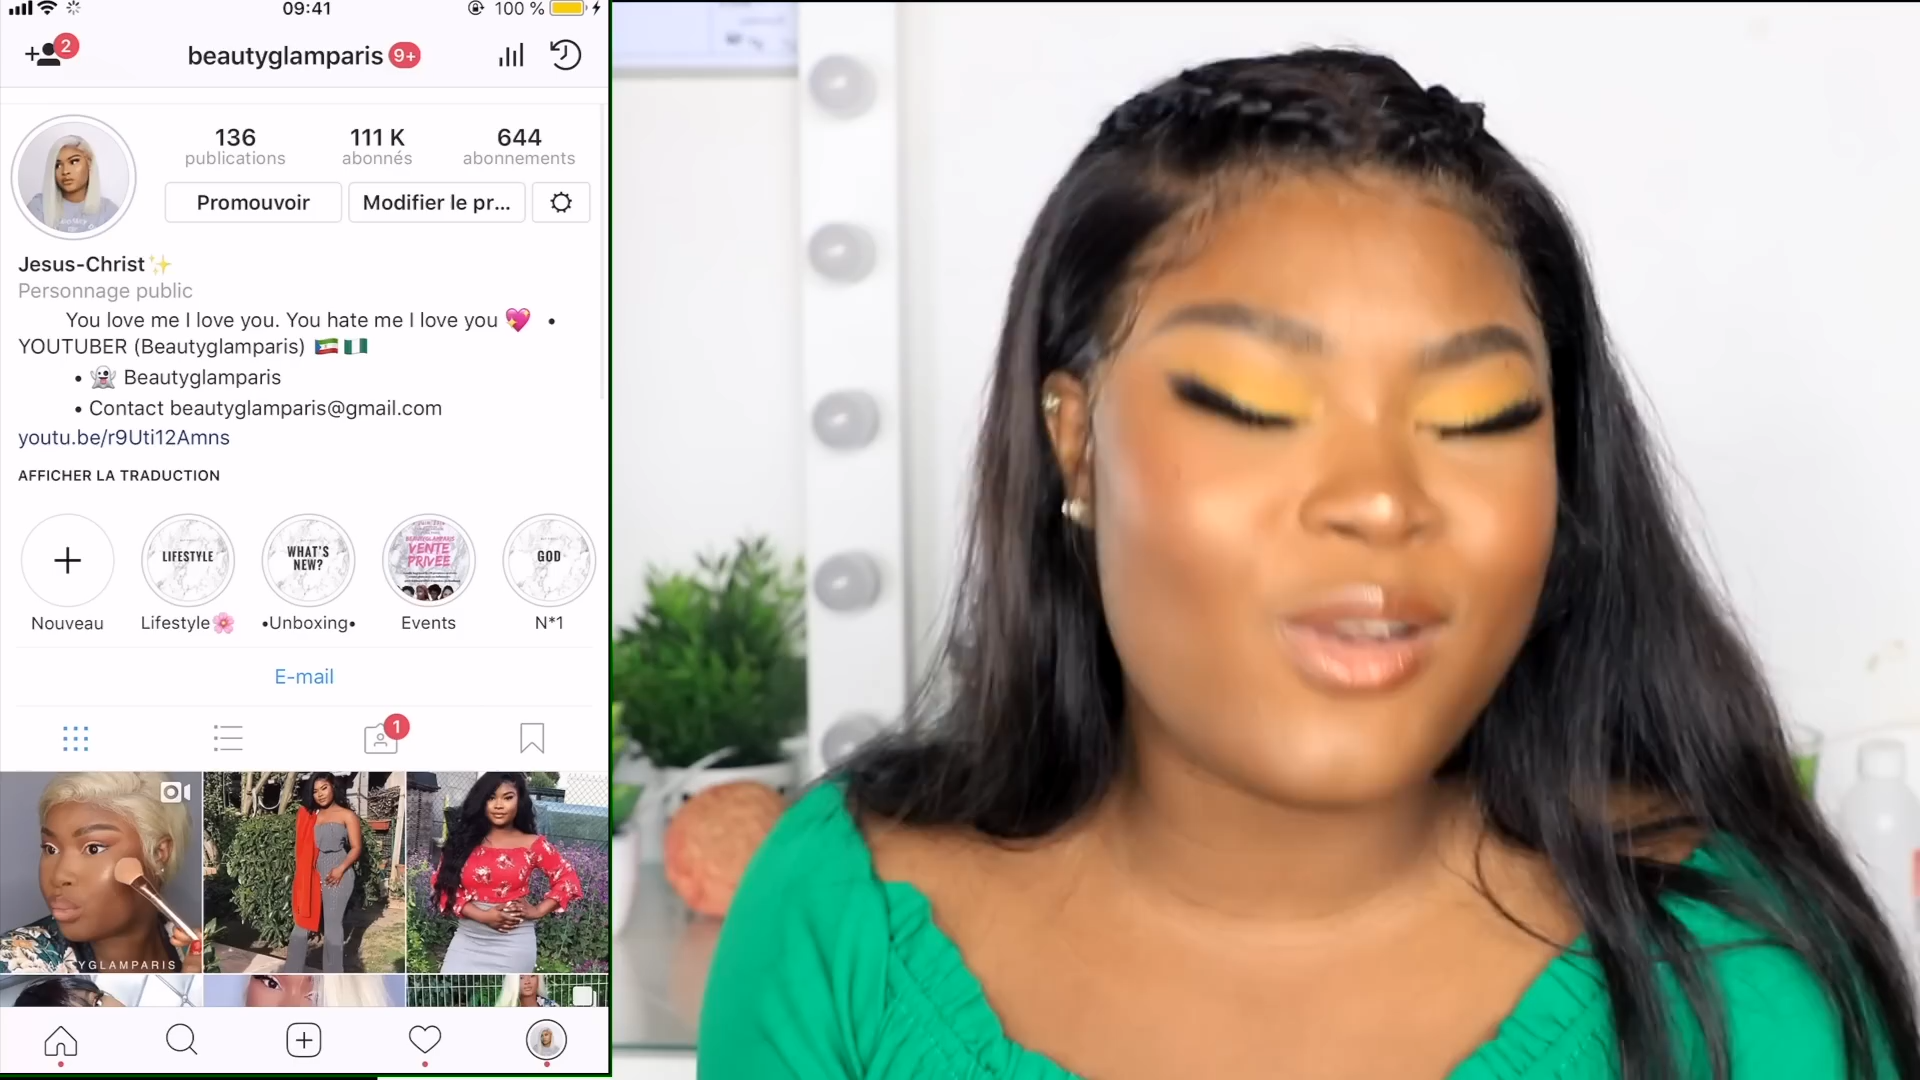 09:41
100 %
2
beautyglamparis 9+
136
111 K
644
publications
abonnés
abonnements
Promouvoir
Modifier le pr...
Jesus-Christ✨
Personnage public
You love me I love you. You hate me I love you 💖 •
YOUTUBER (Beautyglamparis) 🇬🇶 🇳🇬
• 👻 Beautyglamparis
• Contact beautyglamparis@gmail.com
youtu.be/r9Uti12Amns
AFFICHER LA TRADUCTION
LIFESTYLE
WHAT'S
NEW?
BEAUTYGLAMPARIS
VENTE
PRIVEE
GOD
Nouveau
Lifestyle🌸
•Unboxing•
Events
N*1
E-mail
1
YGLAMPARIS